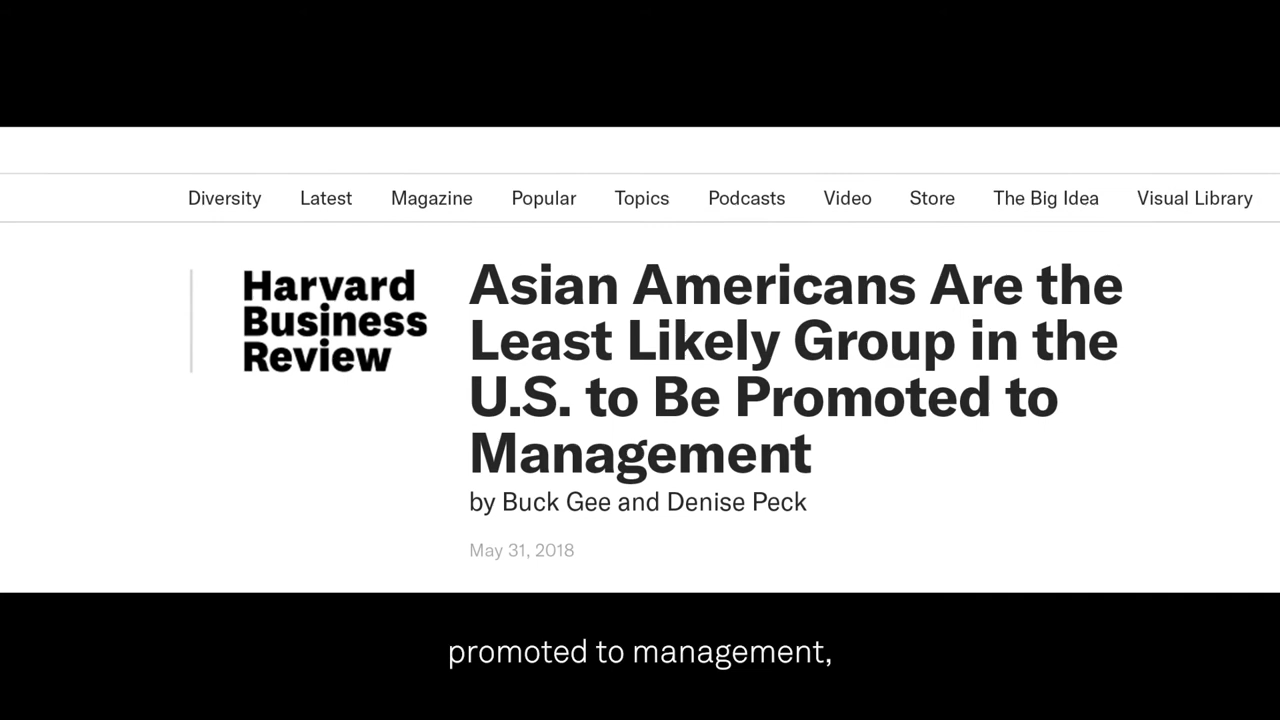 Diversity Latest Magazine Popular Topics Podcasts Video Store The Big Idea Visual Library
Harvard
Business
Review
Asian Americans Are the
Least Likely Group in the
U.S. to Be Promoted to
Management
by Buck Gee and Denise Peck
May 31, 2018
promoted to management,